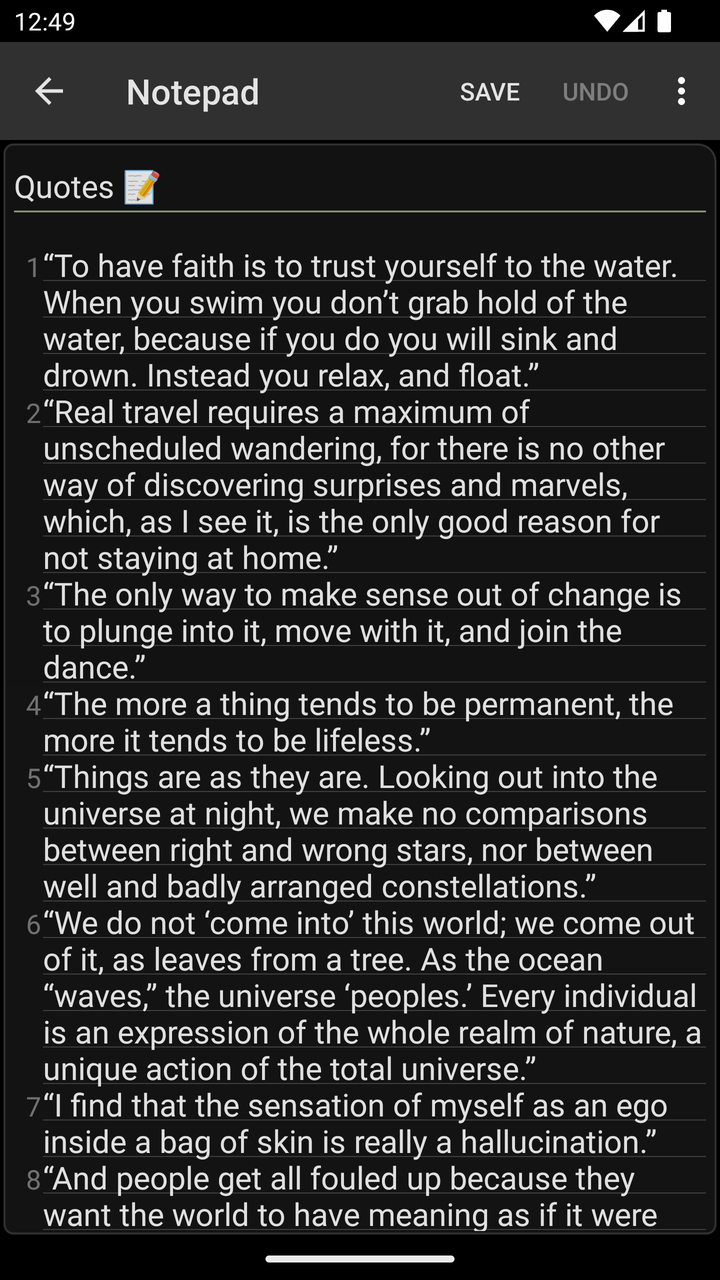 12:49
Notepad SAVE UNDO
Quotes 📝
1 “To have faith is to trust yourself to the water.
When you swim you don’t grab hold of the
water, because if you do you will sink and
drown. Instead you relax, and float.”
2 “Real travel requires a maximum of
unscheduled wandering, for there is no other
way of discovering surprises and marvels,
which, as I see it, is the only good reason for
not staying at home.”
3 “The only way to make sense out of change is
to plunge into it, move with it, and join the
dance.”
4 “The more a thing tends to be permanent, the
more it tends to be lifeless.”
5 “Things are as they are. Looking out into the
universe at night, we make no comparisons
between right and wrong stars, nor between
well and badly arranged constellations.”
6 “We do not ‘come into’ this world; we come out
of it, as leaves from a tree. As the ocean
“waves,” the universe ‘peoples.’ Every individual
is an expression of the whole realm of nature, a
unique action of the total universe.”
7 “I find that the sensation of myself as an ego
inside a bag of skin is really a hallucination.”
8 “And people get all fouled up because they
want the world to have meaning as if it were